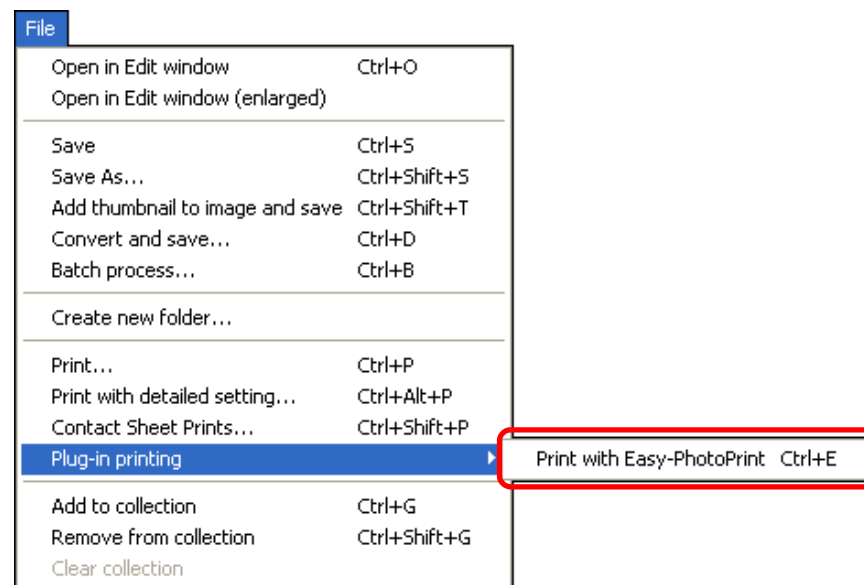 File
Open in Edit window Ctrl+O
Open in Edit window (enlarged)
Save Ctrl+S
Save As... Ctrl+Shift+S
Add thumbnail to image and save Ctrl+Shift+T
Convert and save... Ctrl+D
Batch process... Ctrl+B
Create new folder...
Print... Ctrl+P
Print with detailed setting... Ctrl+Alt+P
Contact Sheet Prints... Ctrl+Shift+P
Plug-in printing Print with Easy-PhotoPrint Ctrl+E
Add to collection Ctrl+G
Remove from collection Ctrl+Shift+G
Clear collection